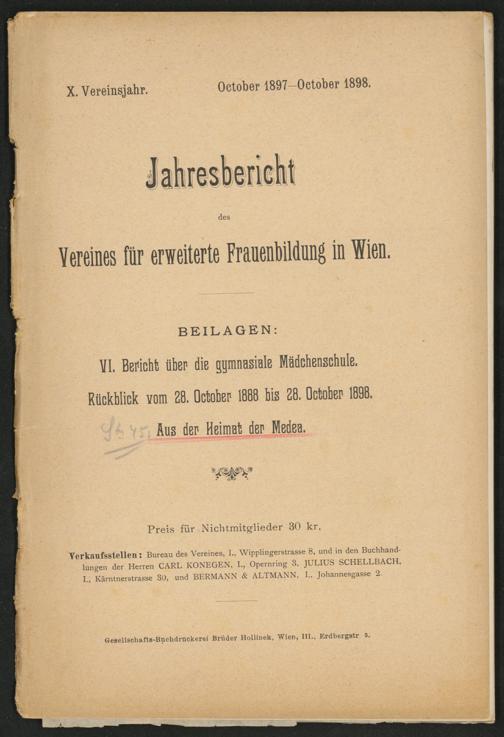 X. Vereinsjahr. October 1897—October 1898.
Jahresbericht
des
Vereines für erweiterte Frauenbildung in Wien.
BEILAGEN:
VI. Bericht über die gymnasiale Mädchenschule.
Rückblick vom 28. October 1888 bis 28. October 1898.
Aus der Heimat der Medea.
Preis für Nichtmitglieder 30 kr.
Verkaufsstellen: Bureau des Vereines, I., Wipplingerstrasse 8, und in den Buchhand-
lungen der Herren CARL KONEGEN, I., Opernring 3, JULIUS SCHELLBACH,
I., Kärntnerstrasse 30, und BERMANN & ALTMANN, I., Johannesgasse 2
Gesellschafts-Buchdruckerei Brüder Hollinek, Wien, III., Erdbergstr 3.